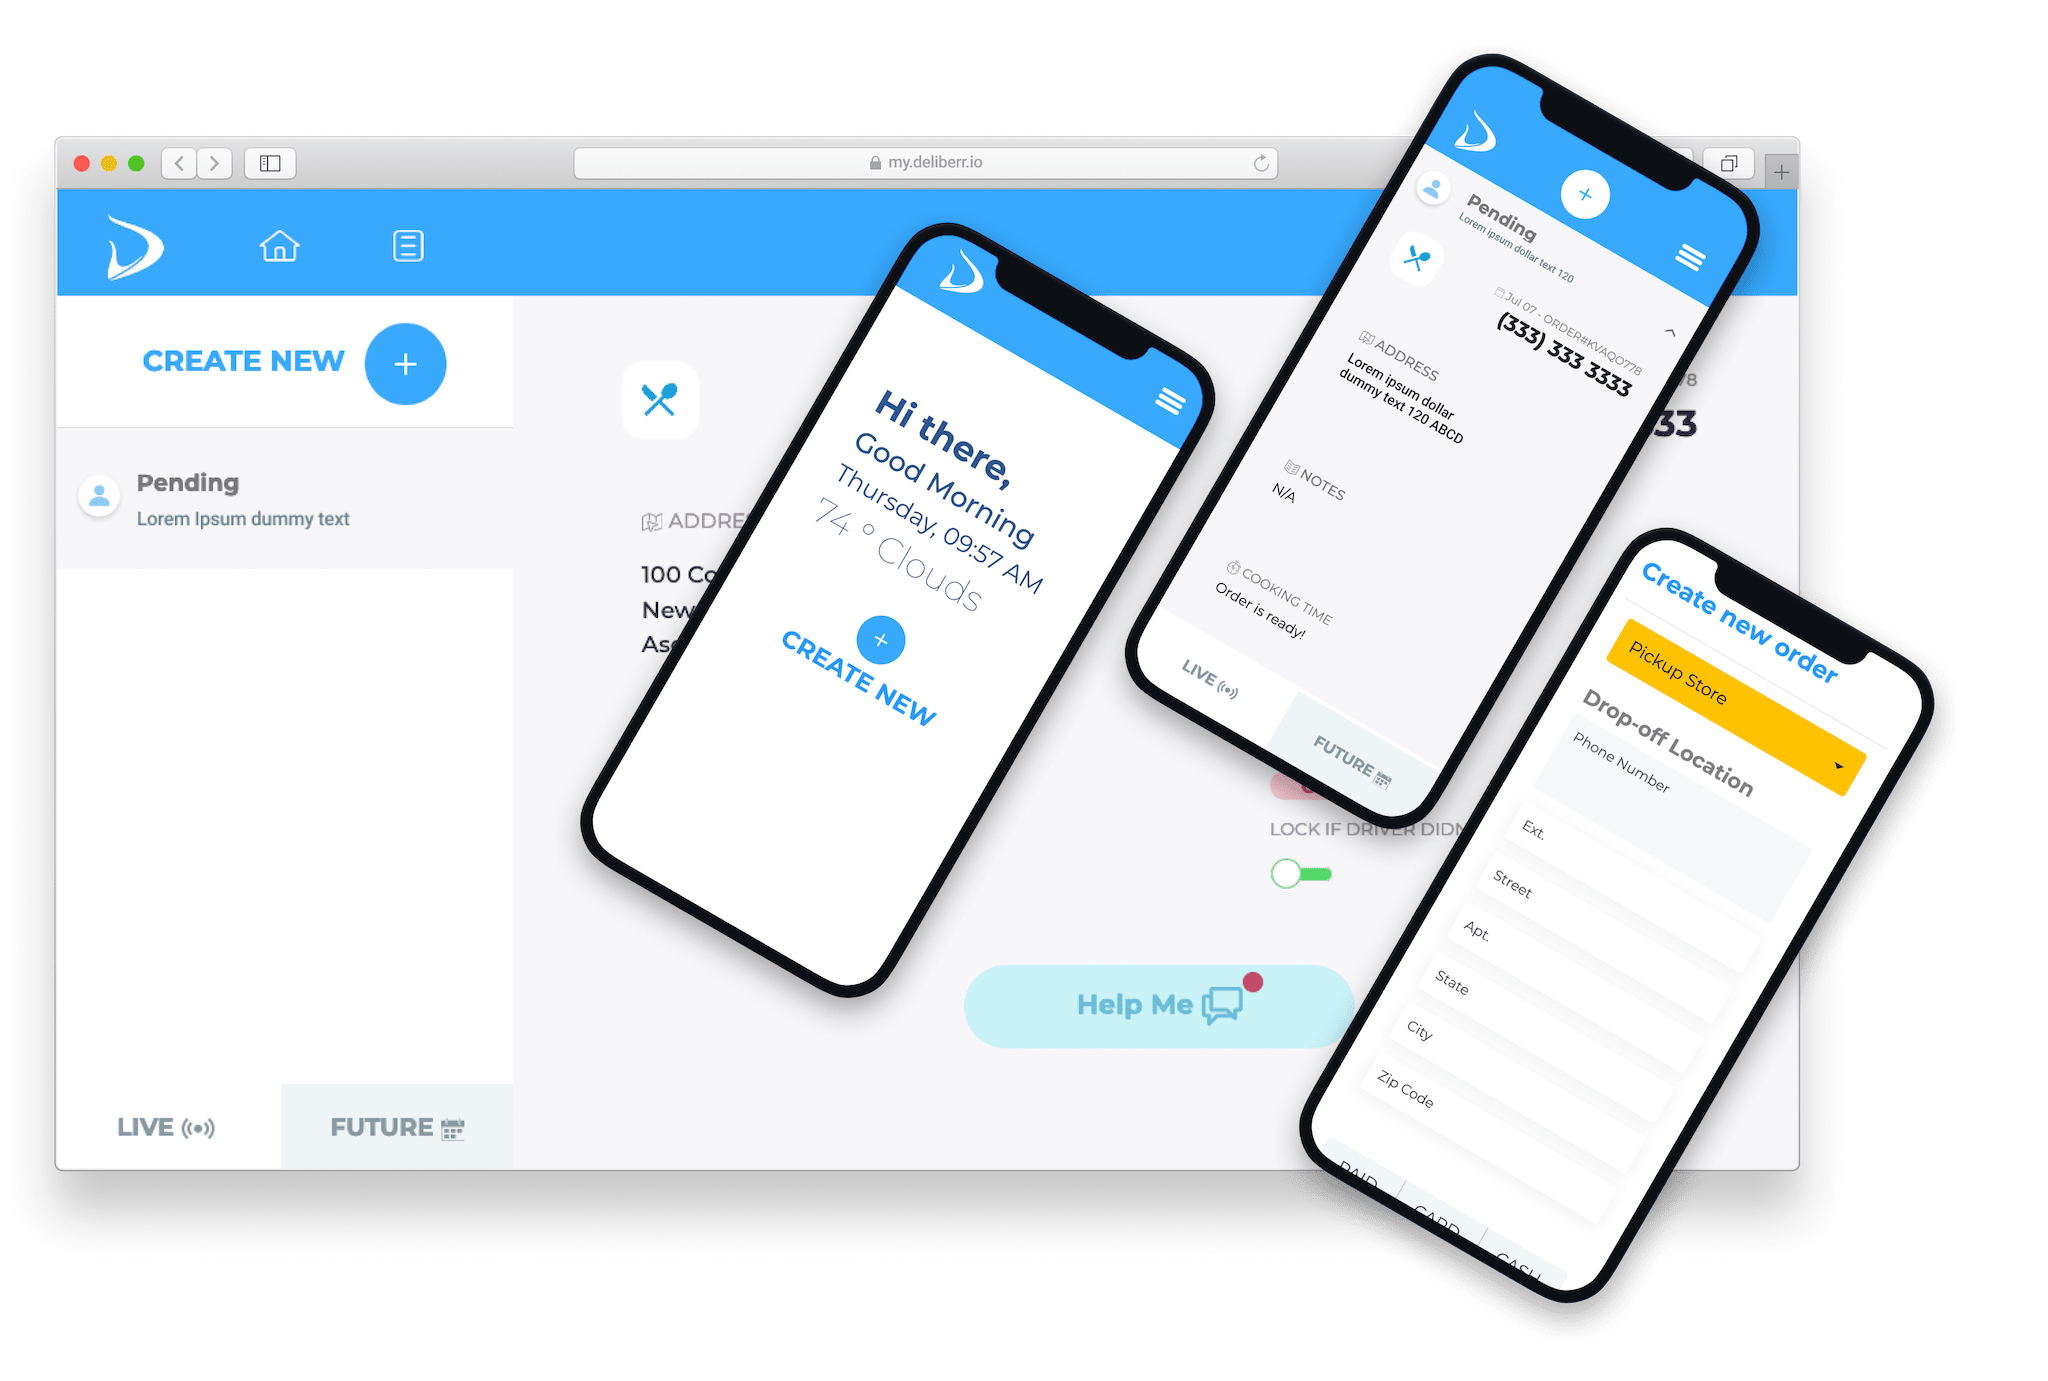 my.deliberr.io
CREATE NEW
Pending
Lorem Ipsum dummy text
LIVE
FUTURE
78
33
ADDRE
100 Co
New
LOCK IF DRIVER DIDN
Help Me
Hi there,
Good Morning
Thursday, 09:57 AM
74 ° Clouds
CREATE NEW
Pending
Lorem ipsum dollar text 120
Jul 07 - ORDER#KVAQO778
(333) 333 3333
ADDRESS
Lorem ipsum dollar
dummy text 120 ABCD
NOTES
N/A
COOKING TIME
Order is ready!
LIVE
FUTURE
Create new order
Pickup Store
Drop-off Location
Phone Number
Ext.
Street
Apt.
State
City
Zip Code
PAID
CARD
CASH